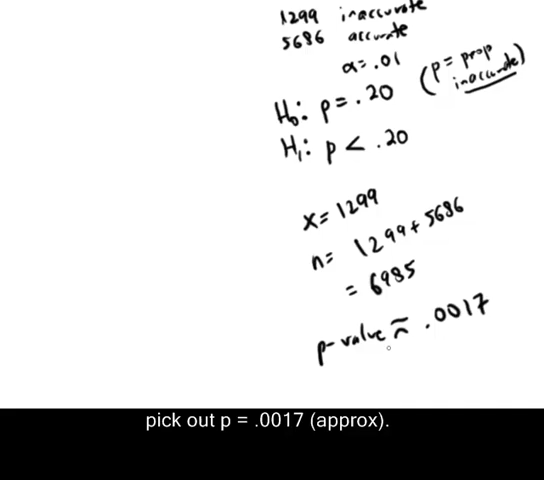 1299 inaccurate
5686 accurate
α=.01
H₀: p=.20 (p= prop inaccurate)
H₁: p < .20
x=1299
n= 1299+5686
= 6985
p-value ≈ .0017
pick out p = .0017 (approx).